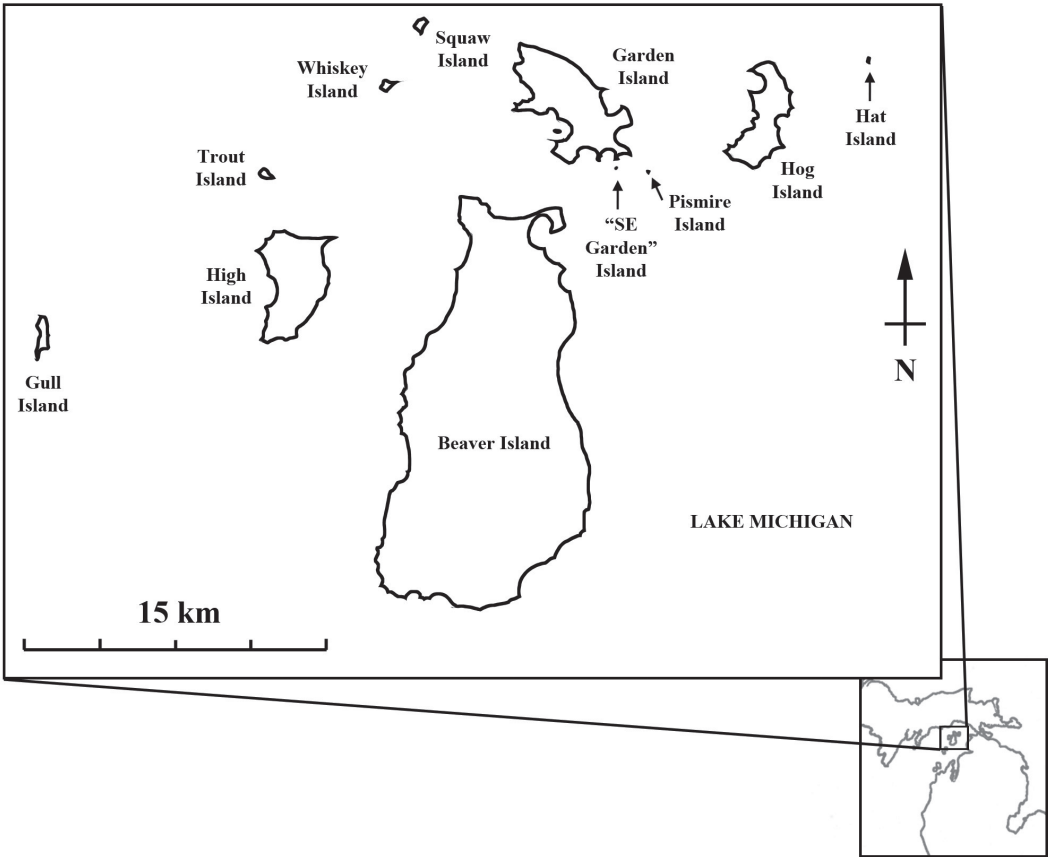 Squaw
Island
Whiskey
Island
Garden
Island
Hat
Island
Trout
Island
Hog
Island
Pismire
Island
“SE
Garden”
Island
High
Island
N
Gull
Island
Beaver Island
LAKE MICHIGAN
15 km